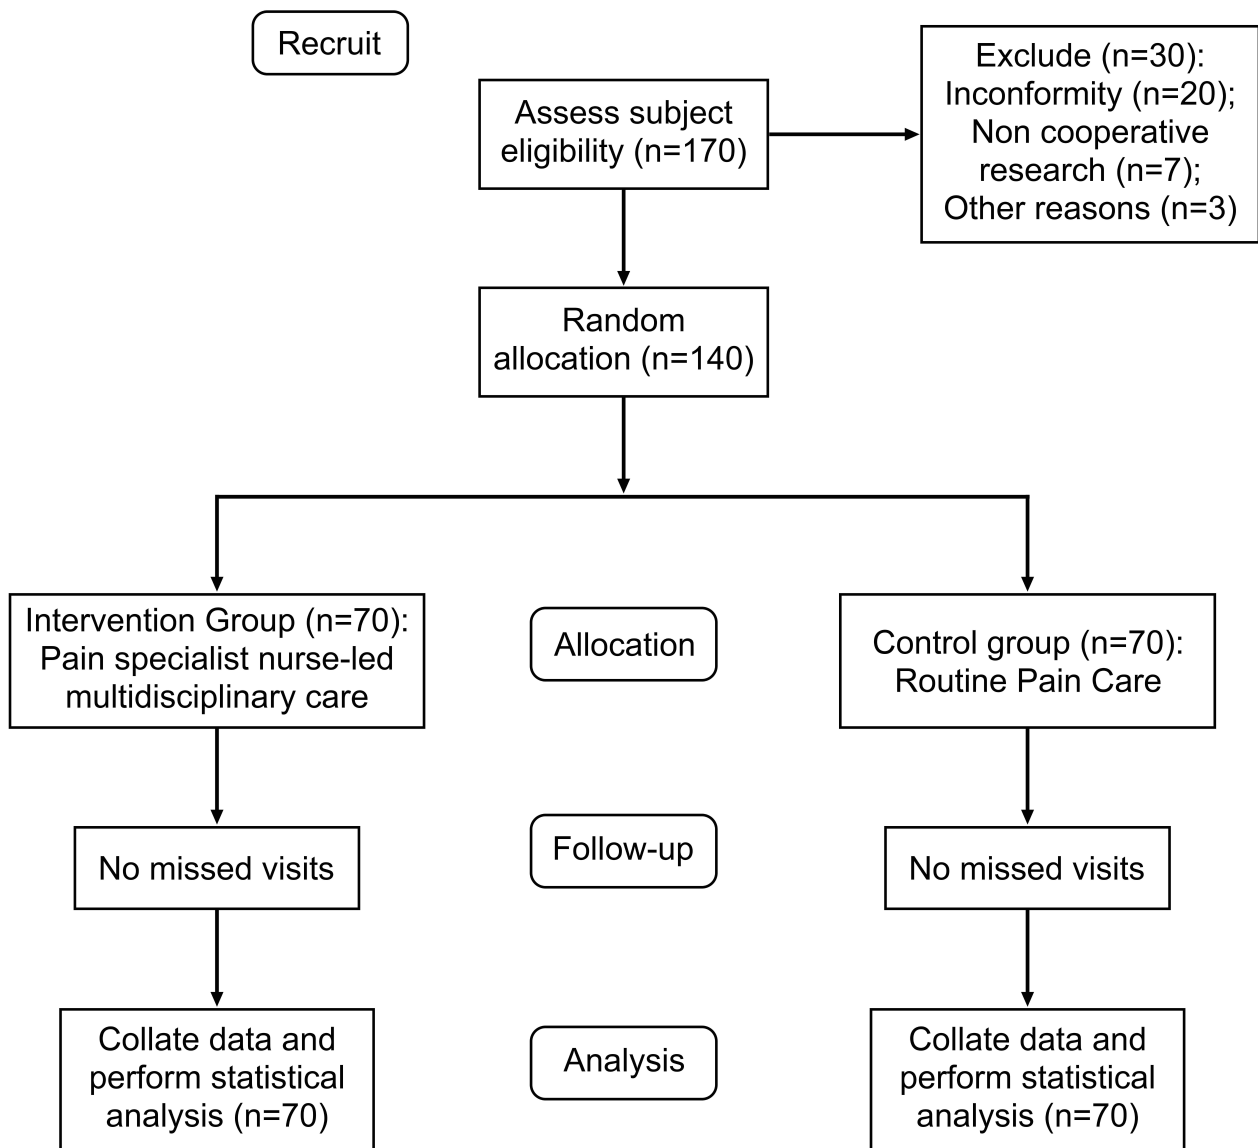 Recruit
Assess subject
eligibility (n=170)
Exclude (n=30):
Inconformity (n=20);
Non cooperative
research (n=7);
Other reasons (n=3)
Random
allocation (n=140)
Intervention Group (n=70):
Pain specialist nurse-led
multidisciplinary care
Allocation
Control group (n=70):
Routine Pain Care
No missed visits
Follow-up
No missed visits
Collate data and
perform statistical
analysis (n=70)
Analysis
Collate data and
perform statistical
analysis (n=70)